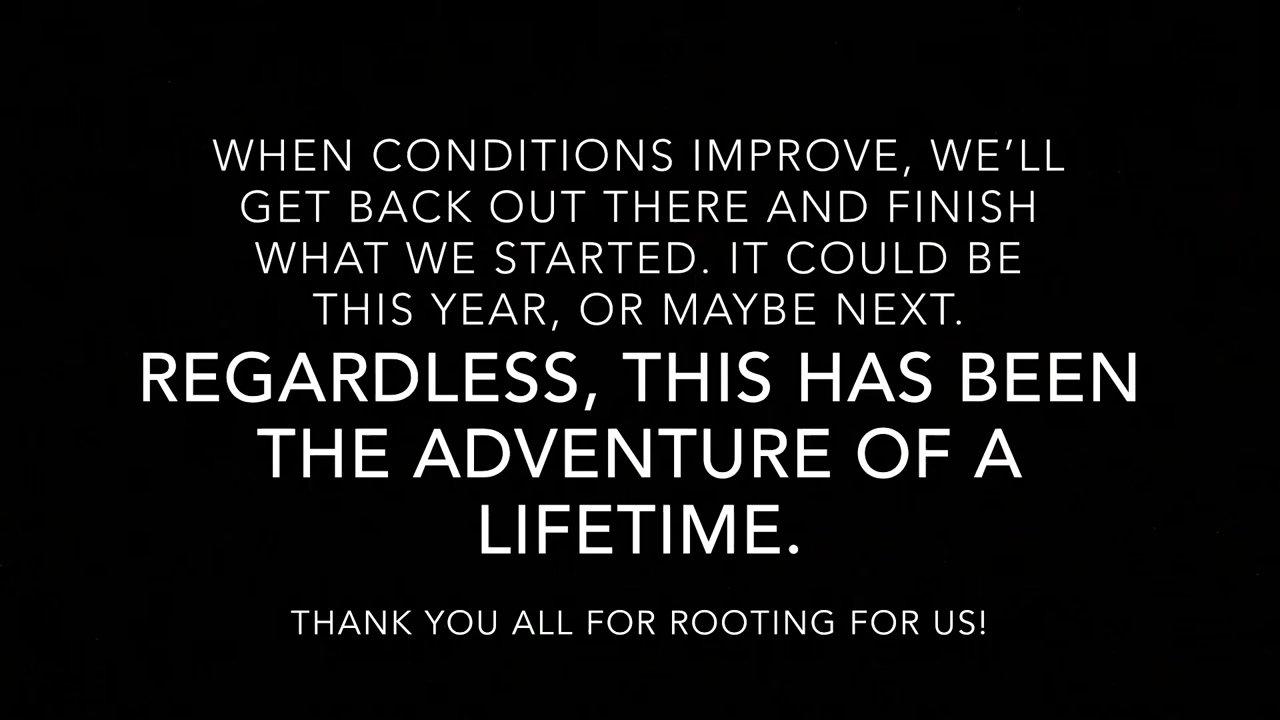 WHEN CONDITIONS IMPROVE, WE’LL
GET BACK OUT THERE AND FINISH
WHAT WE STARTED. IT COULD BE
THIS YEAR, OR MAYBE NEXT.
REGARDLESS, THIS HAS BEEN
THE ADVENTURE OF A
LIFETIME.
THANK YOU ALL FOR ROOTING FOR US!